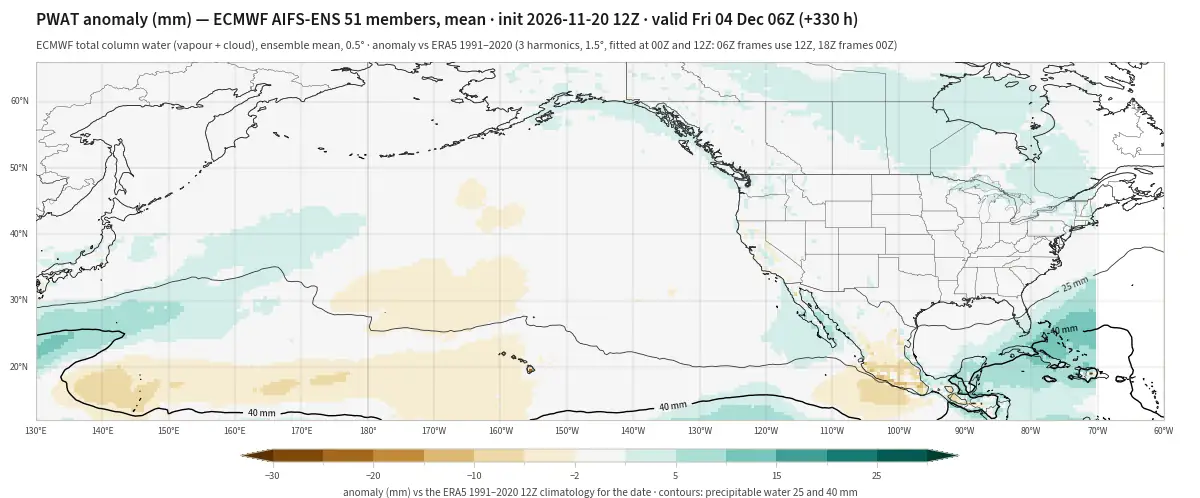 PWAT anomaly (mm) — ECMWF AIFS-ENS 51 members, mean · init 2026-11-20 12Z · valid Fri 04 Dec 06Z (+330 h)
ECMWF total column water (vapour + cloud), ensemble mean, 0.5° · anomaly vs ERA5 1991–2020 (3 harmonics, 1.5°, fitted at 00Z and 12Z: 06Z frames use 12Z, 18Z frames 00Z)
60°N
50°N
40°N
30°N
25 mm
40 mm
20°N
40 mm
40 mm
130°E 140°E 150°E 160°E 170°E 180° 170°W 160°W 150°W 140°W 130°W 120°W 110°W 100°W 90°W 80°W 70°W 60°W
−30 −20 −10 −2 5 15 25
anomaly (mm) vs the ERA5 1991–2020 12Z climatology for the date · contours: precipitable water 25 and 40 mm